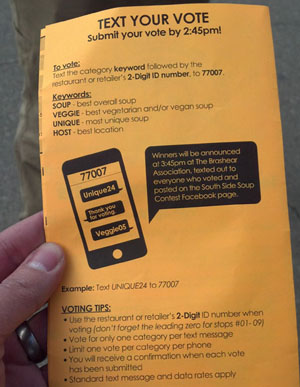 TEXT YOUR VOTE
Submit your vote by 2:45pm!
To vote:
Text the category keyword followed by the
restaurant or retailer's 2-Digit ID number, to 77007.
Keywords:
SOUP - best overall soup
VEGGIE - best vegetarian and/or vegan soup
UNIQUE - most unique soup
HOST - best location
77007
Unique24
Thank you
for voting.
Veggie05
Winners will be announced
at 3:45pm at The Brashear
Association, texted out to
everyone who voted and
posted on the South Side Soup
Contest Facebook page.
Example: Text UNIQUE24 to 77007
VOTING TIPS:
• Use the restaurant or retailer's 2-Digit ID number when
voting (don't forget the leading zero for stops #01-09)
• Vote for only one category per text message
• Limit one vote per category per phone
• You will receive a confirmation when each vote
has been submitted
• Standard text message and data rates apply